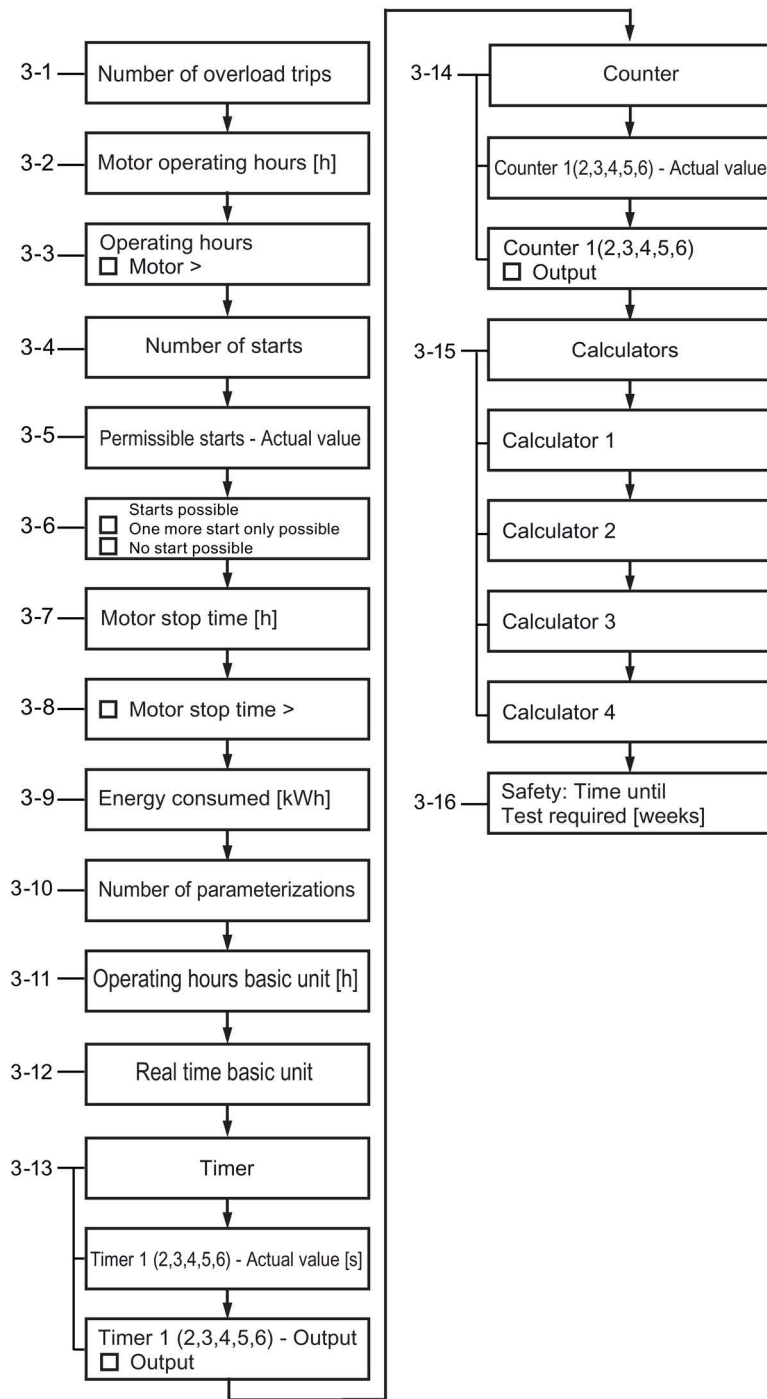 3-1
Number of overload trips
3-2
Motor operating hours [h]
3-3
Operating hours
Motor >
3-4
Number of starts
3-5
Permissible starts - Actual value
3-6
Starts possible
One more start only possible
No start possible
3-7
Motor stop time [h]
3-8
Motor stop time >
3-9
Energy consumed [kWh]
3-10
Number of parameterizations
3-11
Operating hours basic unit [h]
3-12
Real time basic unit
3-13
Timer
Timer 1 (2,3,4,5,6) - Actual value [s]
Timer 1 (2,3,4,5,6) - Output
Output
3-14
Counter
Counter 1(2,3,4,5,6) - Actual value
Counter 1(2,3,4,5,6)
Output
3-15
Calculators
Calculator 1
Calculator 2
Calculator 3
Calculator 4
3-16
Safety: Time until
Test required [weeks]